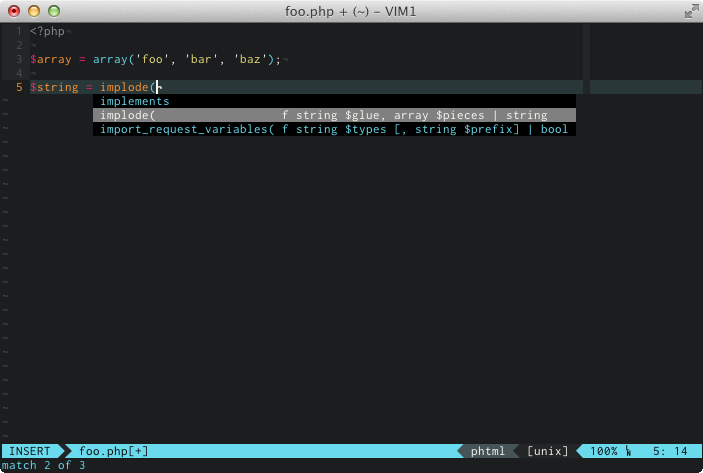 foo.php + (~) – VIM1
1 <?php¬
2 ¬
3 $array = array('foo', 'bar', 'baz');¬
4 ¬
5 $string = implode(¬
implements
implode( f string $glue, array $pieces | string
import_request_variables( f string $types [, string $prefix] | bool
INSERT foo.php[+] phtml [unix] 100% 5: 14
match 2 of 3